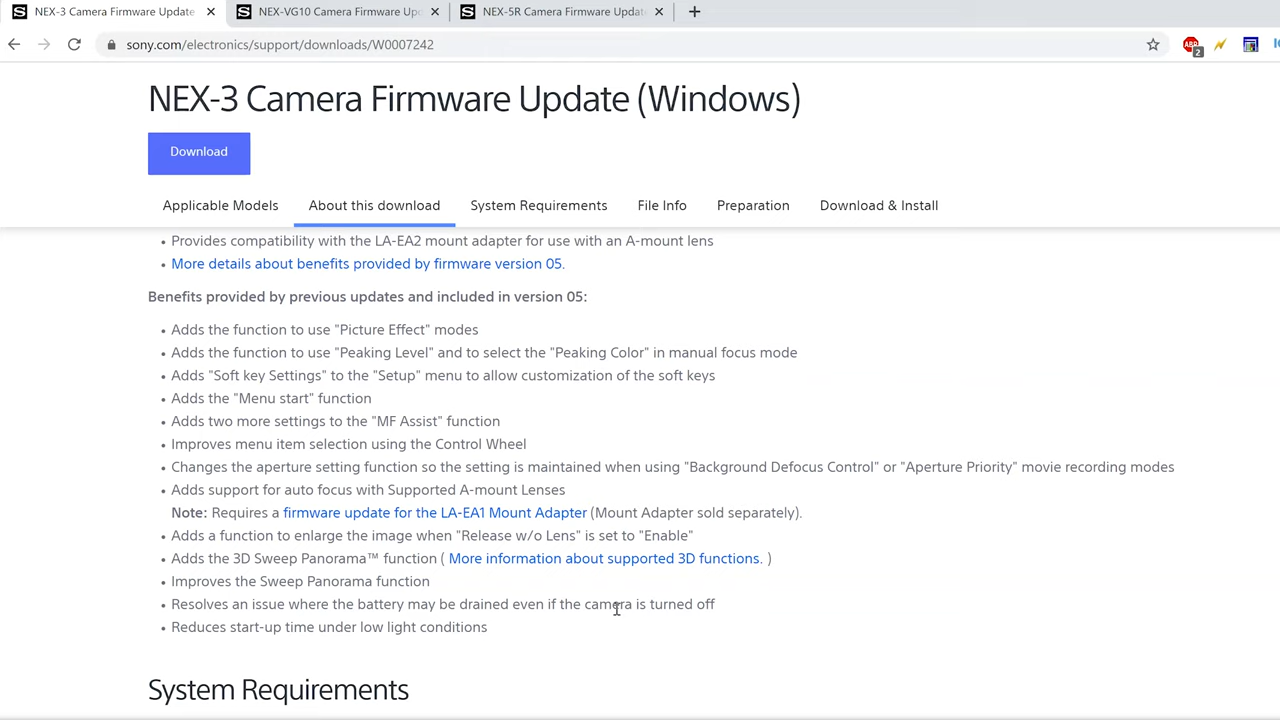 NEX-3 Camera Firmware Update
NEX-VG10 Camera Firmware Up
NEX-5R Camera Firmware Updat
sony.com/electronics/support/downloads/W0007242
ABP
2
NEX-3 Camera Firmware Update (Windows)
Download
Applicable Models
About this download
System Requirements
File Info
Preparation
Download & Install
• Provides compatibility with the LA-EA2 mount adapter for use with an A-mount lens
• More details about benefits provided by firmware version 05.
Benefits provided by previous updates and included in version 05:
• Adds the function to use "Picture Effect" modes
• Adds the function to use "Peaking Level" and to select the "Peaking Color" in manual focus mode
• Adds "Soft key Settings" to the "Setup" menu to allow customization of the soft keys
• Adds the "Menu start" function
• Adds two more settings to the "MF Assist" function
• Improves menu item selection using the Control Wheel
• Changes the aperture setting function so the setting is maintained when using "Background Defocus Control" or "Aperture Priority" movie recording modes
• Adds support for auto focus with Supported A-mount Lenses
Note: Requires a firmware update for the LA-EA1 Mount Adapter (Mount Adapter sold separately).
• Adds a function to enlarge the image when "Release w/o Lens" is set to "Enable"
• Adds the 3D Sweep Panorama™ function ( More information about supported 3D functions. )
• Improves the Sweep Panorama function
• Resolves an issue where the battery may be drained even if the camera is turned off
• Reduces start-up time under low light conditions
System Requirements